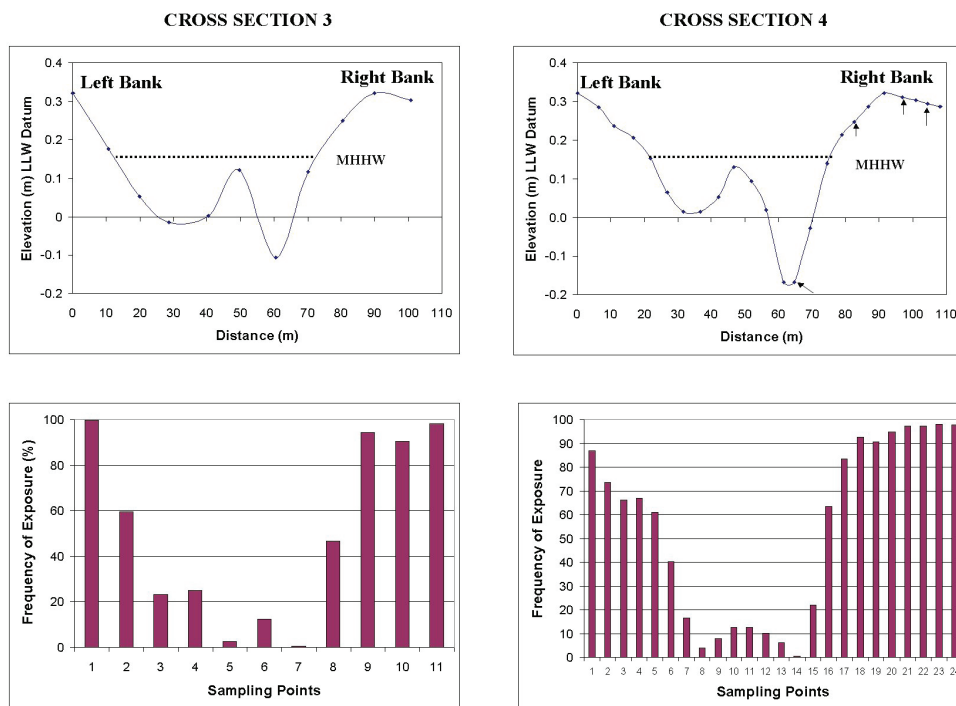 CROSS SECTION 3
CROSS SECTION 4
Left Bank
Right Bank
MHHW
Elevation (m) LLW Datum
0.4
0.3
0.2
0.1
0
-0.1
-0.2
0 10 20 30 40 50 60 70 80 90 100 110
Distance (m)
Left Bank
Right Bank
MHHW
Elevation (m) LLW Datum
0.4
0.3
0.2
0.1
0.0
-0.1
-0.2
0 10 20 30 40 50 60 70 80 90 100 110
Distance (m)
Frequency of Exposure (%)
100
80
60
40
20
0
1 2 3 4 5 6 7 8 9 10 11
Sampling Points
Frequency of Exposure
100
90
80
70
60
50
40
30
20
10
0
1 2 3 4 5 6 7 8 9 10 11 12 13 14 15 16 17 18 19 20 21 22 23 24
Sampling Points